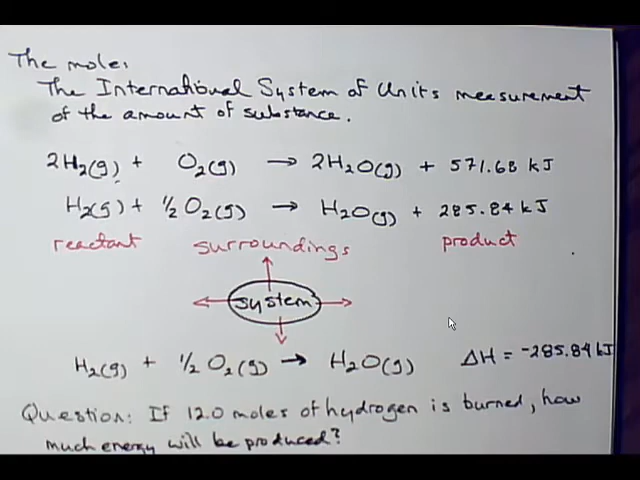 The mole:
The International System of Units measurement
of the amount of substance.
2H₂(g) + O₂(g) → 2H₂O(g) + 571.68 kJ
H₂(g) + ½ O₂(g) → H₂O(g) + 285.84 kJ
reactant surroundings product
system
H₂(g) + ½ O₂(g) → H₂O(g) ΔH = -285.84 kJ
Question: If 12.0 moles of hydrogen is burned, how
much energy will be produced?